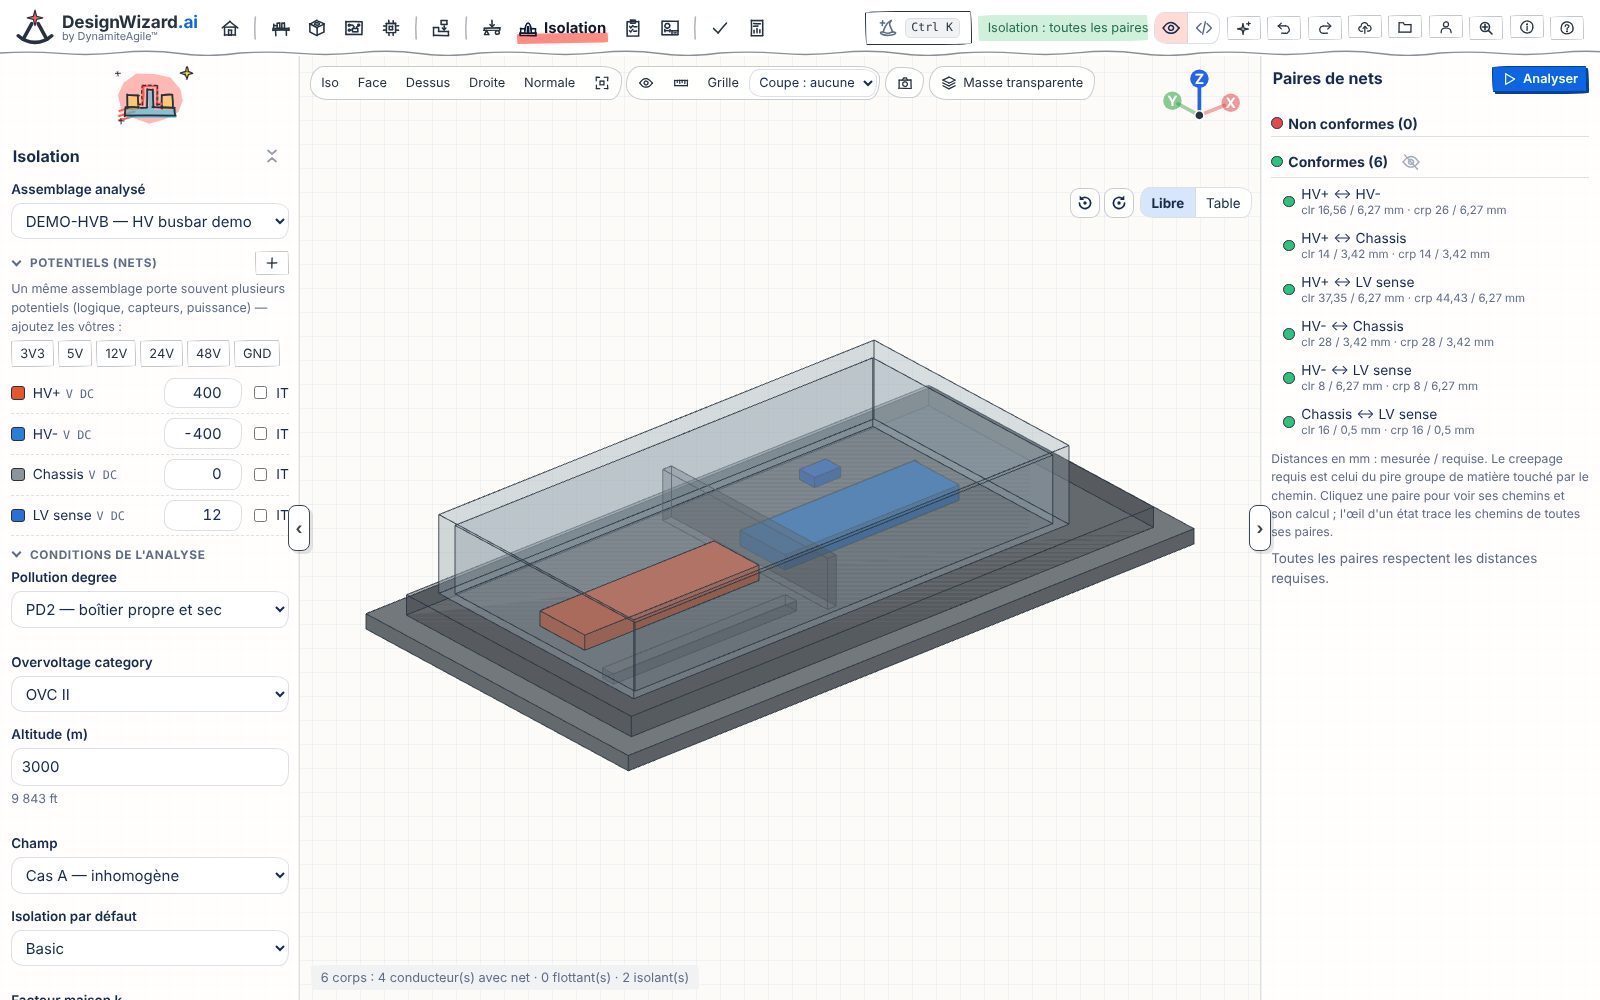 DesignWizard.ai
by DynamiteAgile™
Isolation
Ctrl K
Isolation : toutes les paires
Iso Face Dessus Droite Normale
Grille
Coupe : aucune
Masse transparente
Z
Y
X
Libre
Table
Isolation
Assemblage analysé
DEMO-HVB — HV busbar demo
POTENTIELS (NETS)
+
Un même assemblage porte souvent plusieurs
potentiels (logique, capteurs, puissance) —
ajoutez les vôtres :
3V3 5V 12V 24V 48V GND
HV+ V DC 400 IT
HV- V DC -400 IT
Chassis V DC 0 IT
LV sense V DC 12 IT
CONDITIONS DE L'ANALYSE
Pollution degree
PD2 — boîtier propre et sec
Overvoltage category
OVC II
Altitude (m)
3000
9 843 ft
Champ
Cas A — inhomogène
Isolation par défaut
Basic
Facteur maison k
6 corps : 4 conducteur(s) avec net · 0 flottant(s) · 2 isolant(s)
Paires de nets
Analyser
Non conformes (0)
Conformes (6)
HV+ ↔ HV-
clr 16,56 / 6,27 mm · crp 26 / 6,27 mm
HV+ ↔ Chassis
clr 14 / 3,42 mm · crp 14 / 3,42 mm
HV+ ↔ LV sense
clr 37,35 / 6,27 mm · crp 44,43 / 6,27 mm
HV- ↔ Chassis
clr 28 / 3,42 mm · crp 28 / 3,42 mm
HV- ↔ LV sense
clr 8 / 6,27 mm · crp 8 / 6,27 mm
Chassis ↔ LV sense
clr 16 / 0,5 mm · crp 16 / 0,5 mm
Distances en mm : mesurée / requise. Le creepage
requis est celui du pire groupe de matière touché par le
chemin. Cliquez une paire pour voir ses chemins et
son calcul ; l'œil d'un état trace les chemins de toutes
ses paires.
Toutes les paires respectent les distances
requises.